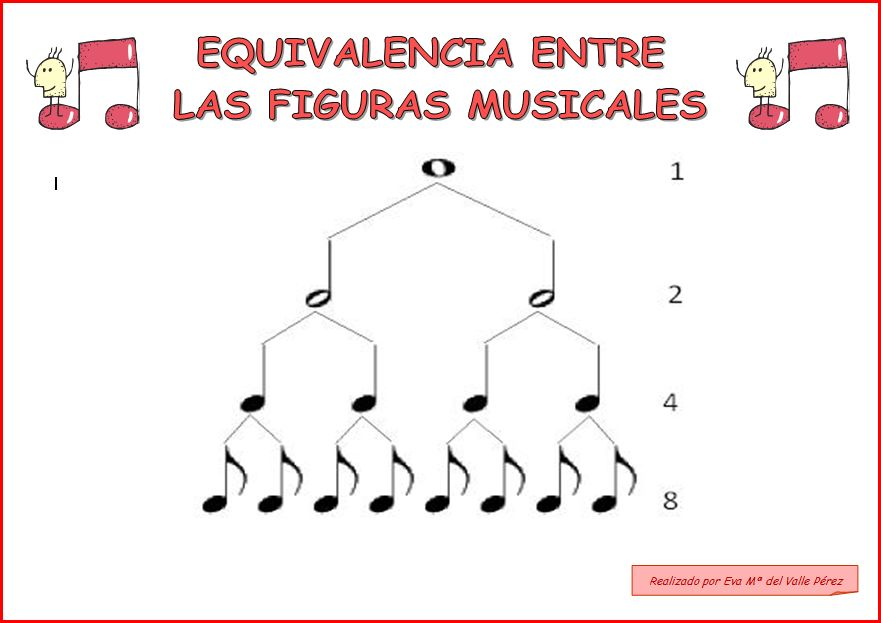 EQUIVALENCIA ENTRE
LAS FIGURAS MUSICALES
1
2
4
8
Realizado por Eva Mª del Valle Pérez